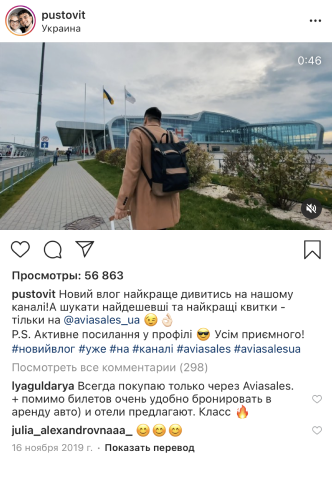 pustovit
Украина
0:46
Просмотры: 56 863
pustovit Новий влог найкраще дивитись на нашому
каналі!А шукати найдешевші та найкращі квитки -
тільки на @aviasales_ua 😉👌🏻
P.S. Активне посилання у профілі 😎 Усім приємного!
#новийвлог #уже #на #каналі #aviasales #aviasalesua
Посмотреть все комментарии (298)
lyaguldarya Всегда покупаю только через Aviasales.
+ помимо билетов очень удобно бронировать в
аренду авто) и отели предлагают. Класс 🔥
julia_alexandrovnaaa_ 😊😊😊
16 ноября 2019 г. · Показать перевод